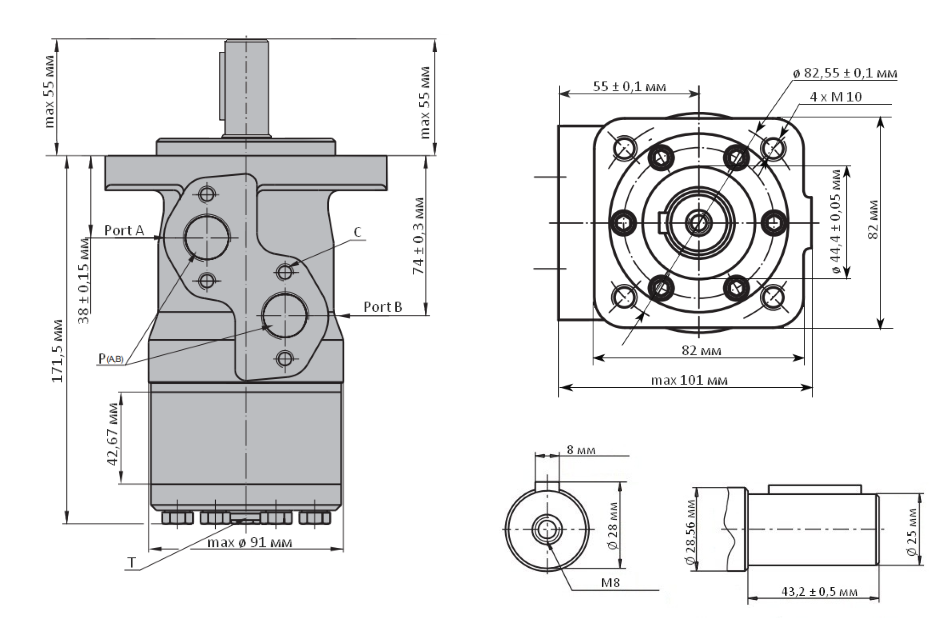 max 55 мм
max 55 мм
Port A
38 ± 0,15 мм
171,5 мм
P(A,B)
42,67 мм
max ø 91 мм
T
C
74 ± 0,3 мм
Port B
55 ± 0,1 мм
ø 82,55 ± 0,1 мм
4 x M 10
ø 44,4 ± 0,05 мм
82 мм
82 мм
max 101 мм
8 мм
Ø 28 мм
M8
Ø 28,56 мм
Ø 25 мм
43,2 ± 0,5 мм